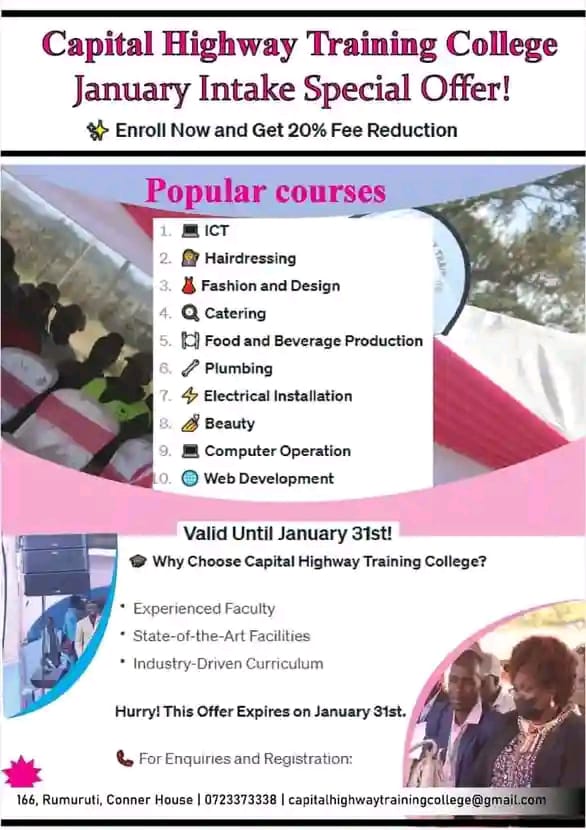 Capital Highway Training College
January Intake Special Offer!
✨ Enroll Now and Get 20% Fee Reduction
Popular courses
1. 💻 ICT
2. 💇 Hairdressing
3. 👗 Fashion and Design
4. 🍳 Catering
5. 🍽 Food and Beverage Production
6. 🔧 Plumbing
7. ⚡ Electrical Installation
8. 💅 Beauty
9. 💻 Computer Operation
10. 🌐 Web Development
Valid Until January 31st!
🎓 Why Choose Capital Highway Training College?
• Experienced Faculty
• State-of-the-Art Facilities
• Industry-Driven Curriculum
Hurry! This Offer Expires on January 31st.
📞 For Enquiries and Registration:
166, Rumuruti, Conner House | 0723373338 | capitalhighwaytrainingcollege@gmail.com